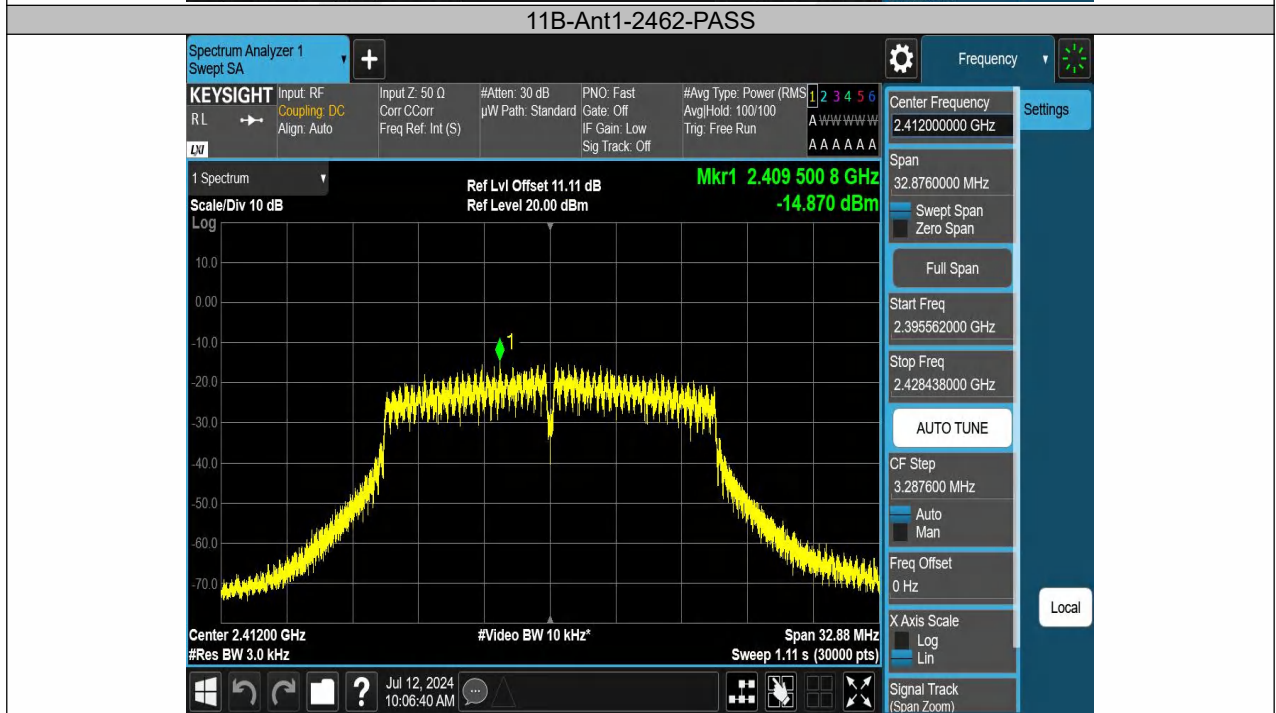 11B-Ant1-2462-PASS
Spectrum Analyzer 1
Swept SA
+
Frequency
KEYSIGHT
RL
LXI
Input: RF
Coupling: DC
Align: Auto
Input Z: 50 Ω
Corr CCorr
Freq Ref: Int (S)
#Atten: 30 dB
µW Path: Standard
PNO: Fast
Gate: Off
IF Gain: Low
Sig Track: Off
#Avg Type: Power (RMS
Avg|Hold: 100/100
Trig: Free Run
1 2 3 4 5 6
A W W W W W
A A A A A A
1 Spectrum
Scale/Div 10 dB
Log
Ref Lvl Offset 11.11 dB
Ref Level 20.00 dBm
Mkr1 2.409 500 8 GHz
-14.870 dBm
10.0
0.00
-10.0
-20.0
-30.0
-40.0
-50.0
-60.0
-70.0
1
Center 2.41200 GHz
#Res BW 3.0 kHz
#Video BW 10 kHz*
Span 32.88 MHz
Sweep 1.11 s (30000 pts)
Jul 12, 2024
10:06:40 AM
?
Center Frequency
2.412000000 GHz
Settings
Span
32.8760000 MHz
Swept Span
Zero Span
Full Span
Start Freq
2.395562000 GHz
Stop Freq
2.428438000 GHz
AUTO TUNE
CF Step
3.287600 MHz
Auto
Man
Freq Offset
0 Hz
X Axis Scale
Log
Lin
Local
Signal Track
(Span Zoom)